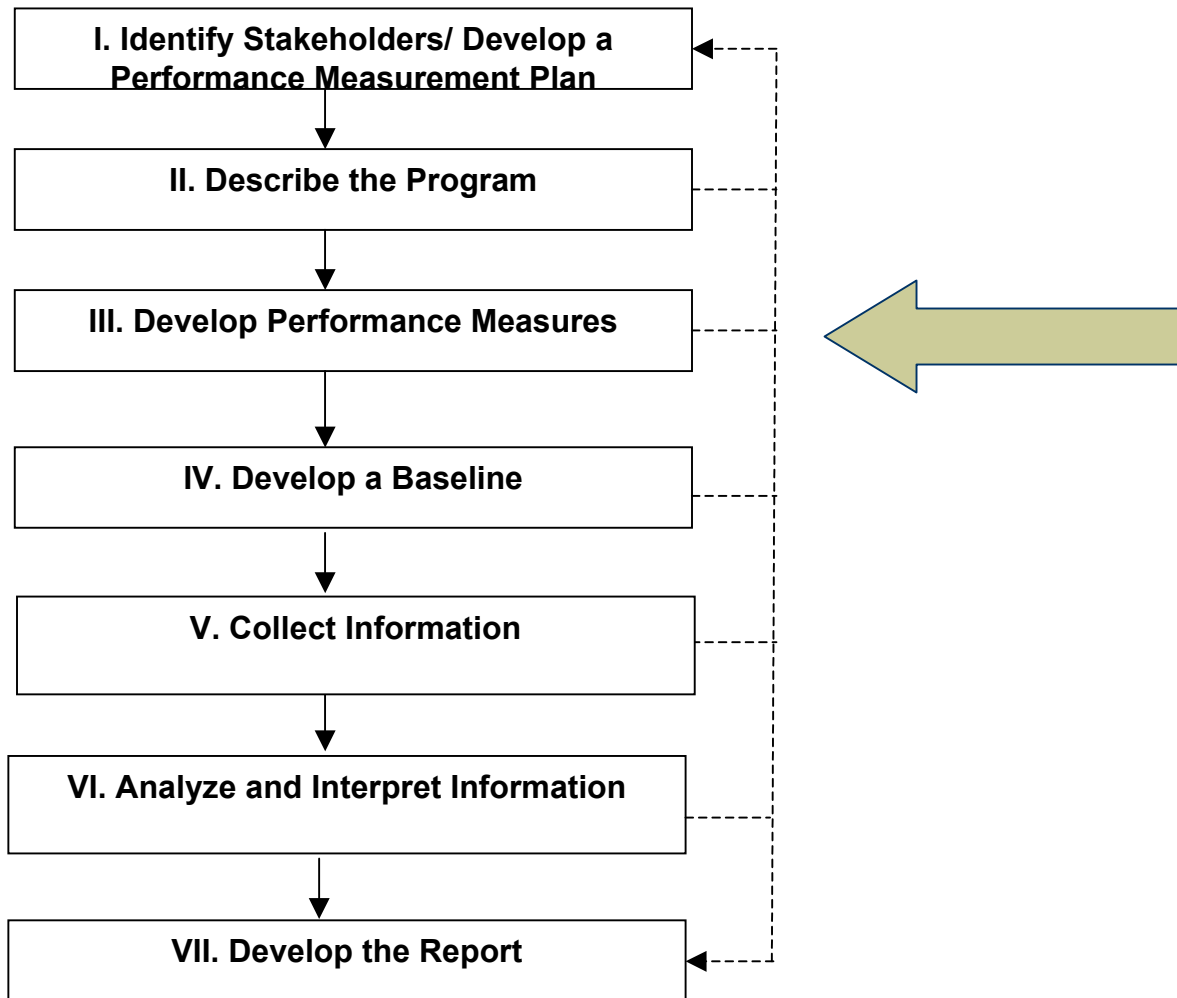 I. Identify Stakeholders/ Develop a
Performance Measurement Plan
II. Describe the Program
III. Develop Performance Measures
IV. Develop a Baseline
V. Collect Information
VI. Analyze and Interpret Information
VII. Develop the Report